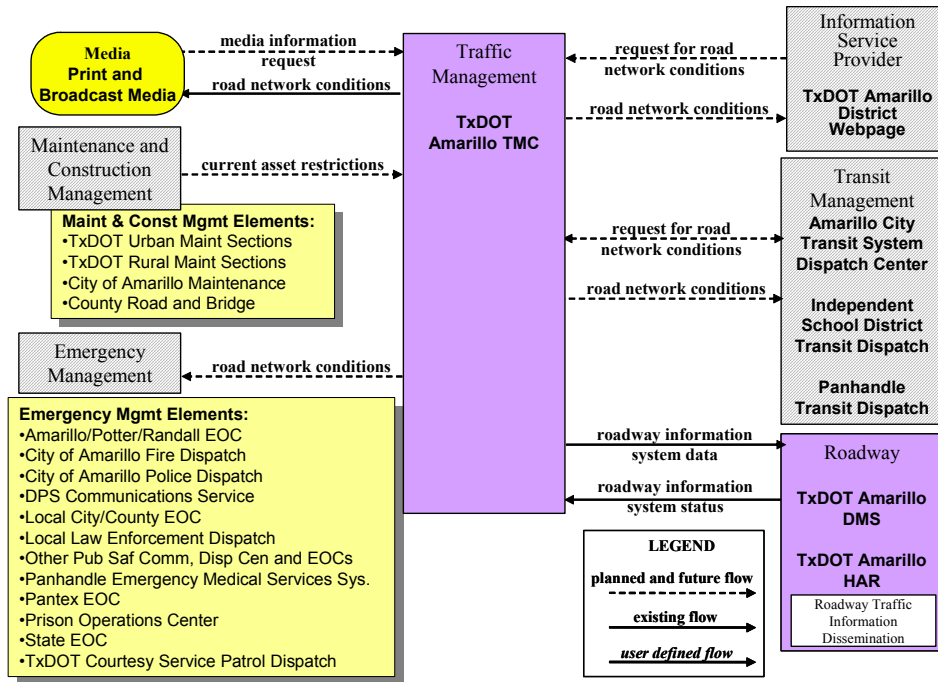 Media
Print and
Broadcast Media
media information
request
road network conditions
Maintenance and
Construction
Management
current asset restrictions
Maint & Const Mgmt Elements:
•TxDOT Urban Maint Sections
•TxDOT Rural Maint Sections
•City of Amarillo Maintenance
•County Road and Bridge
Emergency
Management
road network conditions
Emergency Mgmt Elements:
•Amarillo/Potter/Randall EOC
•City of Amarillo Fire Dispatch
•City of Amarillo Police Dispatch
•DPS Communications Service
•Local City/County EOC
•Local Law Enforcement Dispatch
•Other Pub Saf Comm, Disp Cen and EOCs
•Panhandle Emergency Medical Services Sys.
•Pantex EOC
•Prison Operations Center
•State EOC
•TxDOT Courtesy Service Patrol Dispatch
Traffic
Management
TxDOT
Amarillo TMC
request for road
network conditions
road network conditions
Information
Service
Provider
TxDOT Amarillo
District
Webpage
request for road
network conditions
road network conditions
Transit
Management
Amarillo City
Transit System
Dispatch Center
Independent
School District
Transit Dispatch
Panhandle
Transit Dispatch
roadway information
system data
roadway information
system status
Roadway
TxDOT Amarillo
DMS
TxDOT Amarillo
HAR
Roadway Traffic
Information
Dissemination
LEGEND
planned and future flow
existing flow
user defined flow